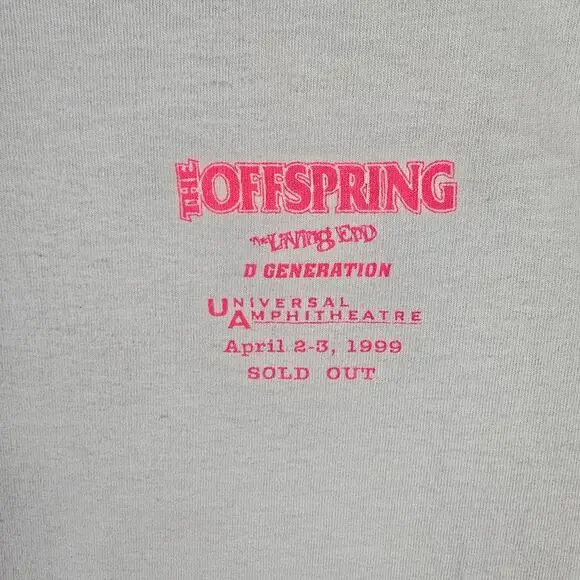 THE OFFSPRING
THE LIVING END
D GENERATION
UNIVERSAL
AMPHITHEATRE
April 2-3, 1999
SOLD OUT